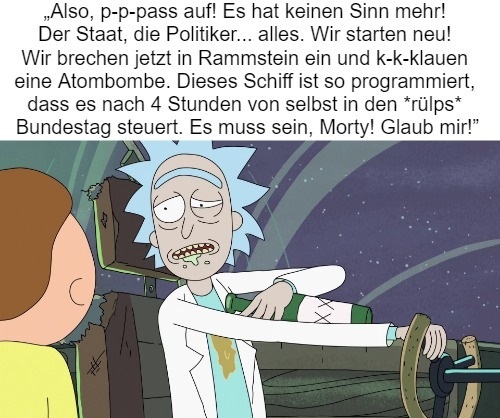 „Also, p-p-pass auf! Es hat keinen Sinn mehr!
Der Staat, die Politiker... alles. Wir starten neu!
Wir brechen jetzt in Rammstein ein und k-k-klauen
eine Atombombe. Dieses Schiff ist so programmiert,
dass es nach 4 Stunden von selbst in den *rülps*
Bundestag steuert. Es muss sein, Morty! Glaub mir!”